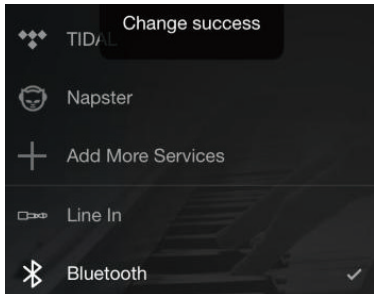 Change success
TIDAL
Napster
Add More Services
Line In
Bluetooth